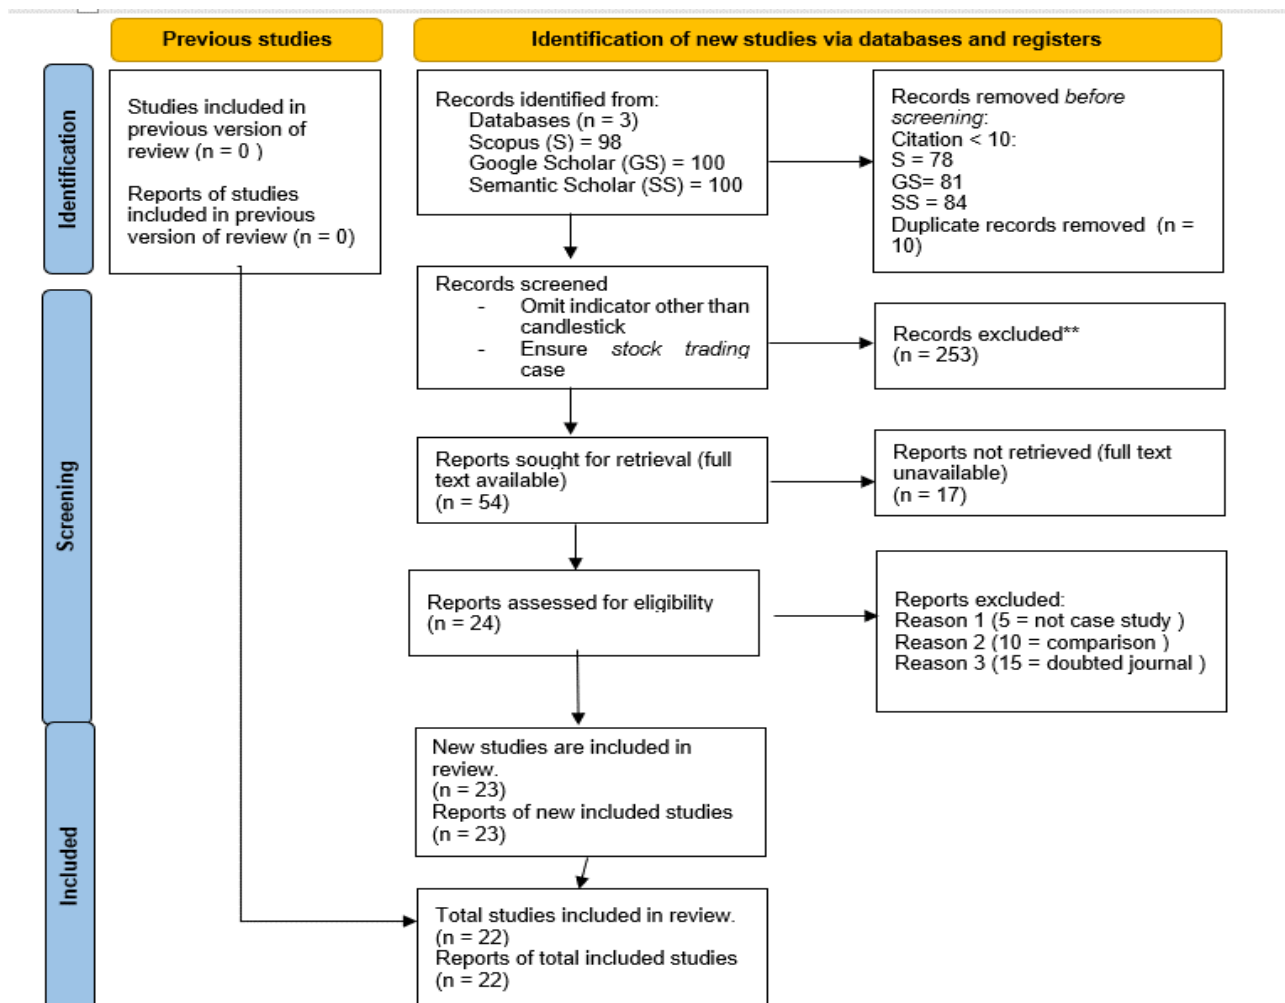 Previous studies
Identification of new studies via databases and registers
Identification
Studies included in
previous version of
review (n = 0 )
Reports of studies
included in previous
version of review (n = 0)
Records identified from:
Databases (n = 3)
Scopus (S) = 98
Google Scholar (GS) = 100
Semantic Scholar (SS) = 100
Records removed before
screening:
Citation < 10:
S = 78
GS= 81
SS = 84
Duplicate records removed (n =
10)
Screening
Records screened
- Omit indicator other than
candlestick
- Ensure stock trading
case
Records excluded**
(n = 253)
Reports sought for retrieval (full
text available)
(n = 54)
Reports not retrieved (full text
unavailable)
(n = 17)
Reports assessed for eligibility
(n = 24)
Reports excluded:
Reason 1 (5 = not case study )
Reason 2 (10 = comparison )
Reason 3 (15 = doubted journal )
Included
New studies are included in
review.
(n = 23)
Reports of new included studies
(n = 23)
Total studies included in review.
(n = 22)
Reports of total included studies
(n = 22)